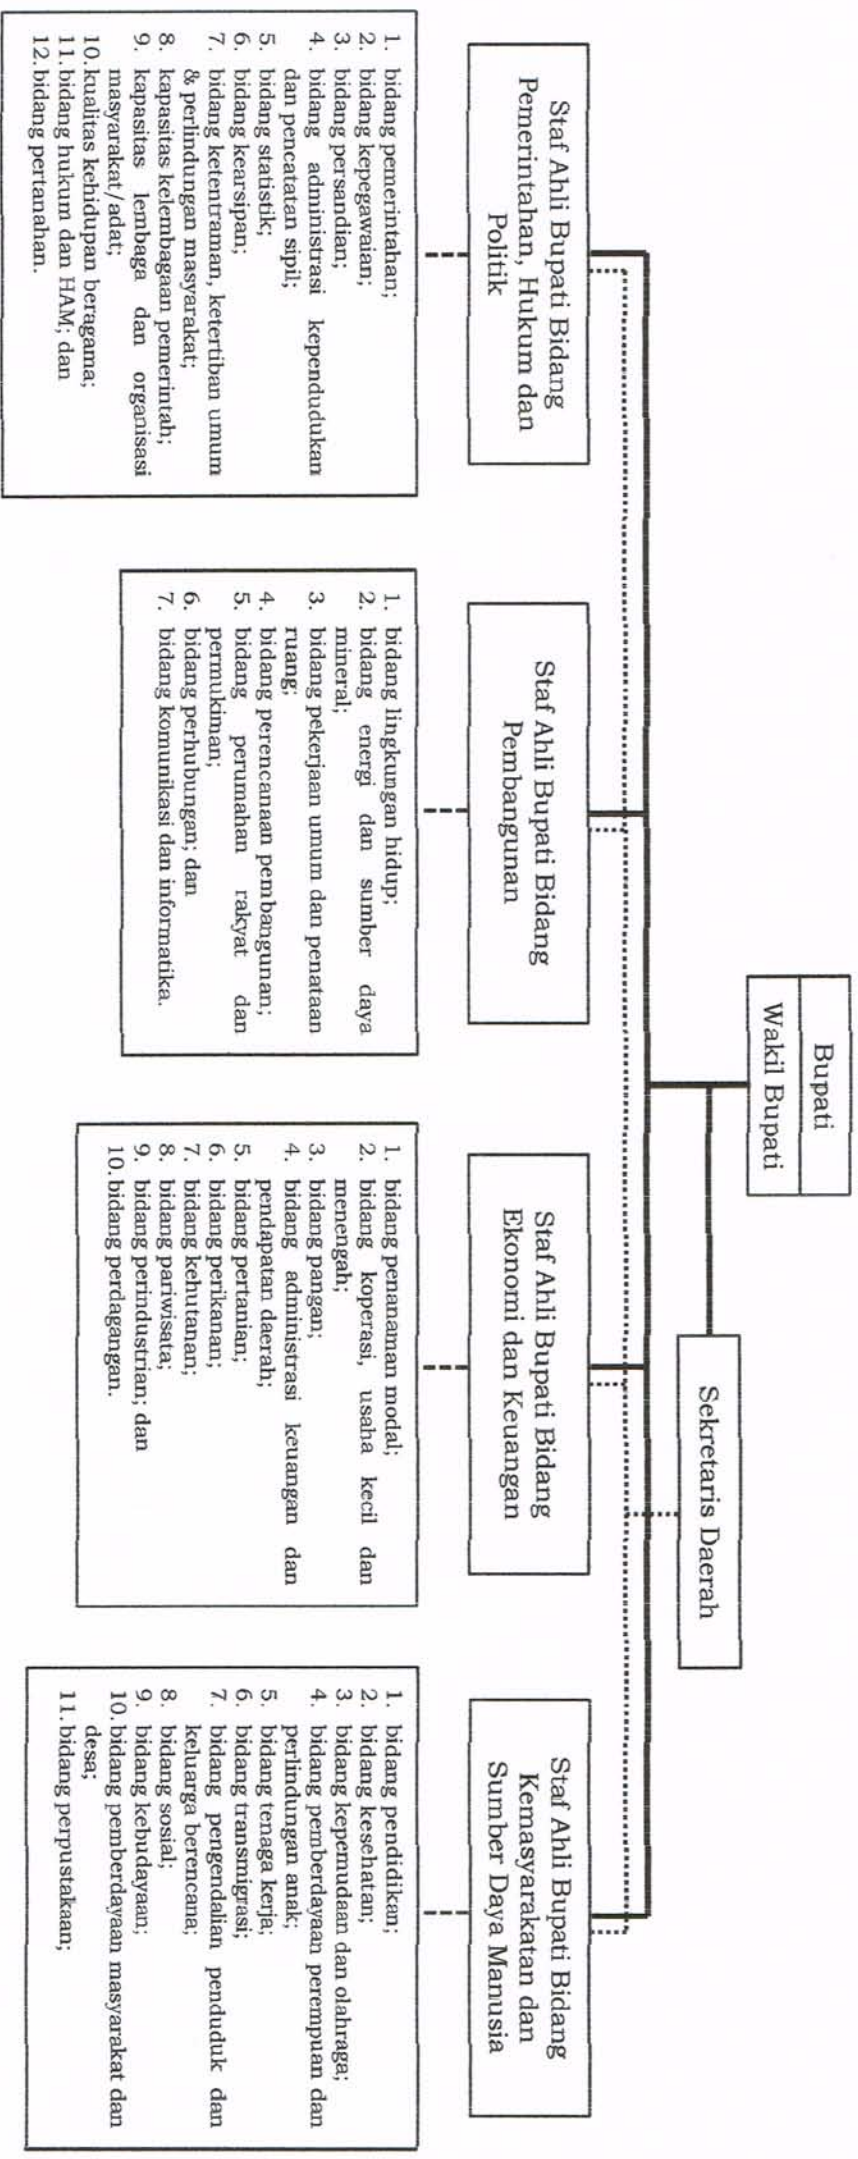 Bupati
Wakil Bupati
Sekretaris Daerah
Staf Ahli Bupati Bidang
Pemerintahan, Hukum dan
Politik
1. bidang pemerintahan;
2. bidang kepegawaian;
3. bidang persandian;
4. bidang administrasi kependudukan
dan pencatatan sipil;
5. bidang statistik;
6. bidang kearsipan;
7. bidang ketentraman, ketertiban umum
& perlindungan masyarakat;
8. kapasitas kelembagaan pemerintah;
9. kapasitas lembaga dan organisasi
masyarakat/adat;
10. kualitas kehidupan beragama;
11. bidang hukum dan HAM; dan
12. bidang pertanahan.
Staf Ahli Bupati Bidang
Pembangunan
1. bidang lingkungan hidup;
2. bidang energi dan sumber daya
mineral;
3. bidang pekerjaan umum dan penataan
ruang;
4. bidang perencanaan pembangunan;
5. bidang perumahan rakyat dan
permukiman;
6. bidang perhubungan; dan
7. bidang komunikasi dan informatika.
Staf Ahli Bupati Bidang
Ekonomi dan Keuangan
1. bidang penanaman modal;
2. bidang koperasi, usaha kecil dan
menengah;
3. bidang pangan;
4. bidang administrasi keuangan dan
pendapatan daerah;
5. bidang pertanian;
6. bidang perikanan;
7. bidang kehutanan;
8. bidang pariwisata;
9. bidang perindustrian; dan
10. bidang perdagangan.
Staf Ahli Bupati Bidang
Kemasyarakatan dan
Sumber Daya Manusia
1. bidang pendidikan;
2. bidang kesehatan;
3. bidang kepemudaan dan olahraga;
4. bidang pemberdayaan perempuan dan
perlindungan anak;
5. bidang tenaga kerja;
6. bidang transmigrasi;
7. bidang pengendalian penduduk dan
keluarga berencana;
8. bidang sosial;
9. bidang kebudayaan;
10. bidang pemberdayaan masyarakat dan
desa;
11. bidang perpustakaan;